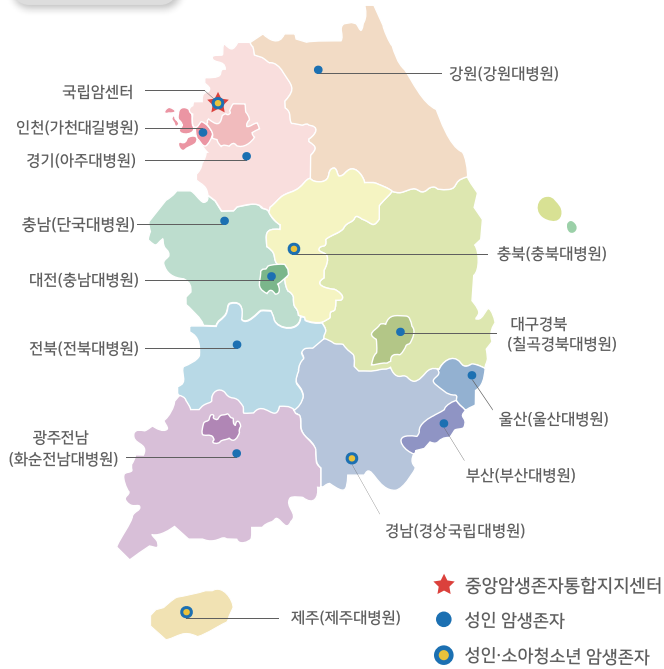 강원(강원대병원)
국립암센터
인천(가천대길병원)
경기(아주대병원)
충남(단국대병원)
충북(충북대병원)
대전(충남대병원)
대구경북
(칠곡경북대병원)
전북(전북대병원)
울산(울산대병원)
광주전남
(화순전남대병원)
부산(부산대병원)
경남(경상국립대병원)
제주(제주대병원)
중앙암생존자통합지지센터
성인 암생존자
성인·소아청소년 암생존자